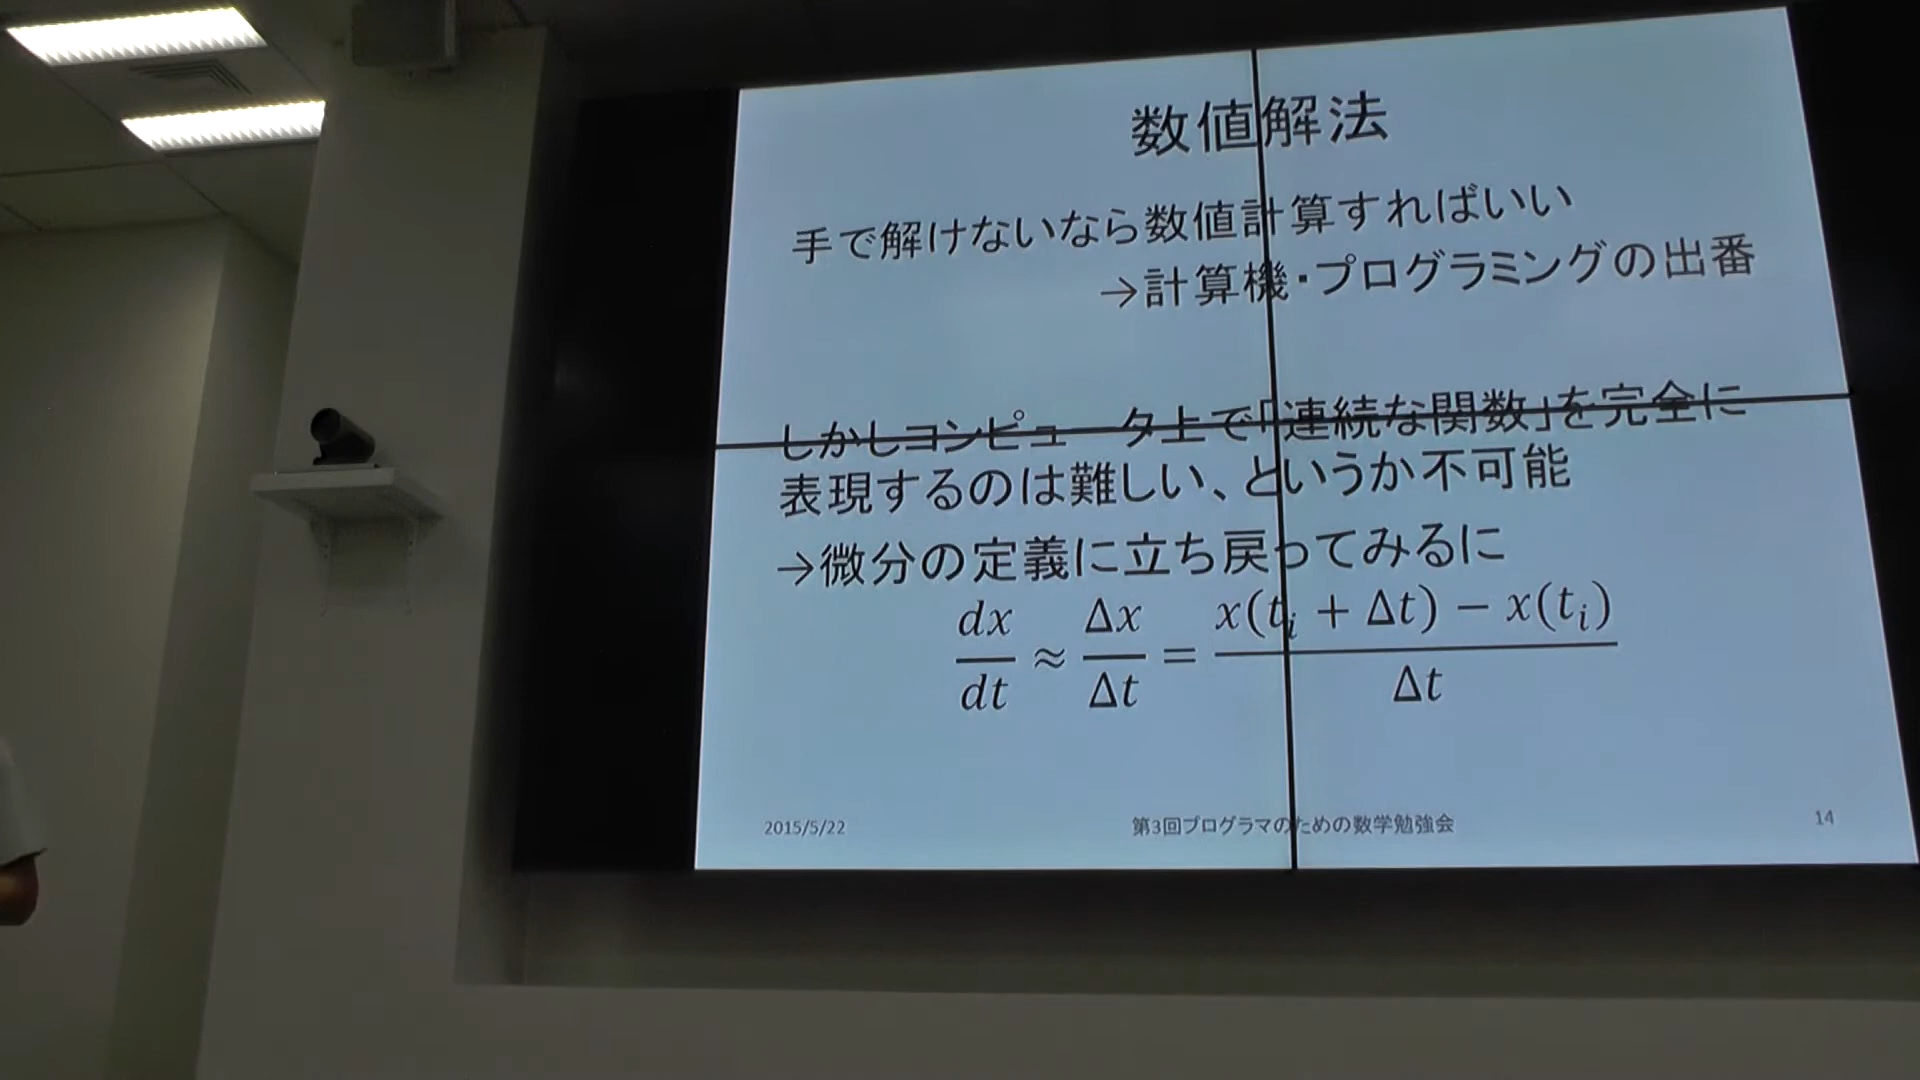 数値解法
手で解けないなら数値計算すればいい
→計算機・プログラミングの出番
しかしコンピュータ上で「連続な関数」を完全に
表現するのは難しい、というか不可能
→微分の定義に立ち戻ってみるに
dx/dt ≈ Δx/Δt = (x(t_i + Δt) − x(t_i))/Δt
2015/5/22 第3回プログラマのための数学勉強会 14